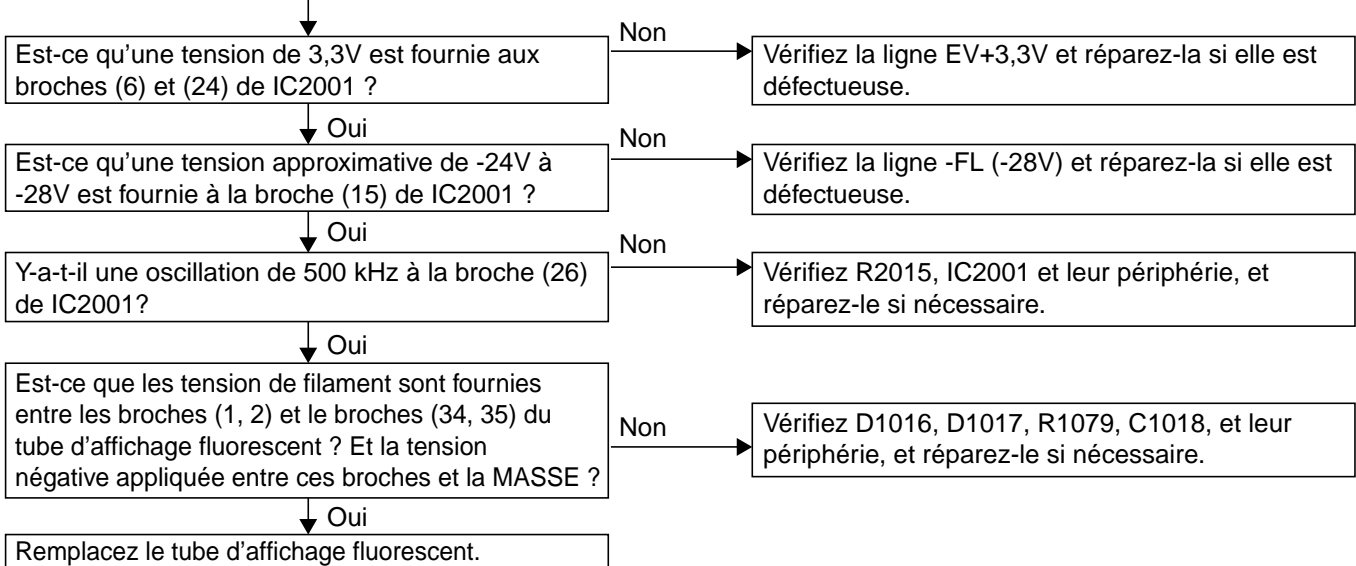 Non
Est-ce qu'une tension de 3,3V est fournie aux
broches (6) et (24) de IC2001 ?
Vérifiez la ligne EV+3,3V et réparez-la si elle est
défectueuse.
Oui
Non
Est-ce qu'une tension approximative de -24V à
-28V est fournie à la broche (15) de IC2001 ?
Vérifiez la ligne -FL (-28V) et réparez-la si elle est
défectueuse.
Oui
Non
Y-a-t-il une oscillation de 500 kHz à la broche (26)
de IC2001?
Vérifiez R2015, IC2001 et leur périphérie, et
réparez-le si nécessaire.
Oui
Est-ce que les tension de filament sont fournies
entre les broches (1, 2) et le broches (34, 35) du
tube d'affichage fluorescent ? Et la tension
négative appliquée entre ces broches et la MASSE ?
Non
Vérifiez D1016, D1017, R1079, C1018, et leur
périphérie, et réparez-le si nécessaire.
Oui
Remplacez le tube d'affichage fluorescent.